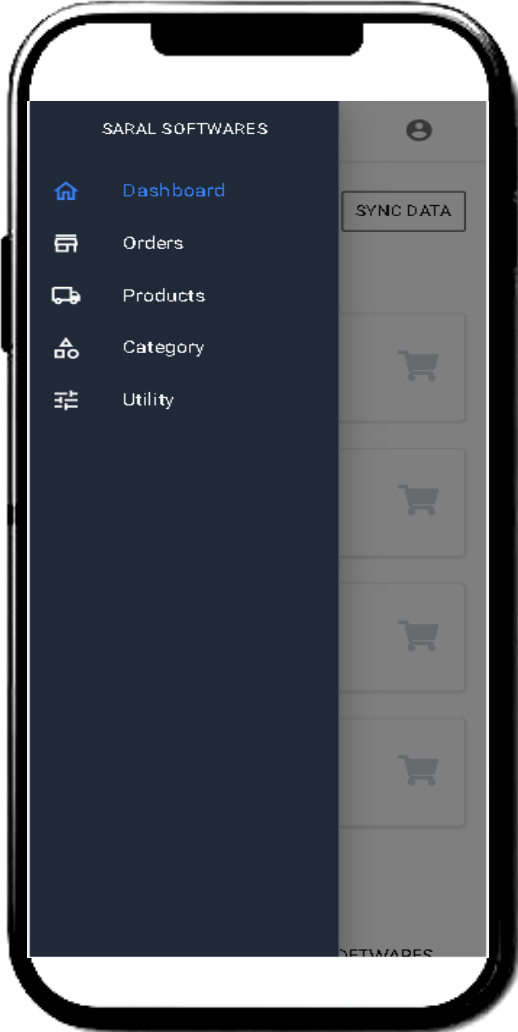 SARAL SOFTWARES
Dashboard
SYNC DATA
Orders
Products
Category
Utility